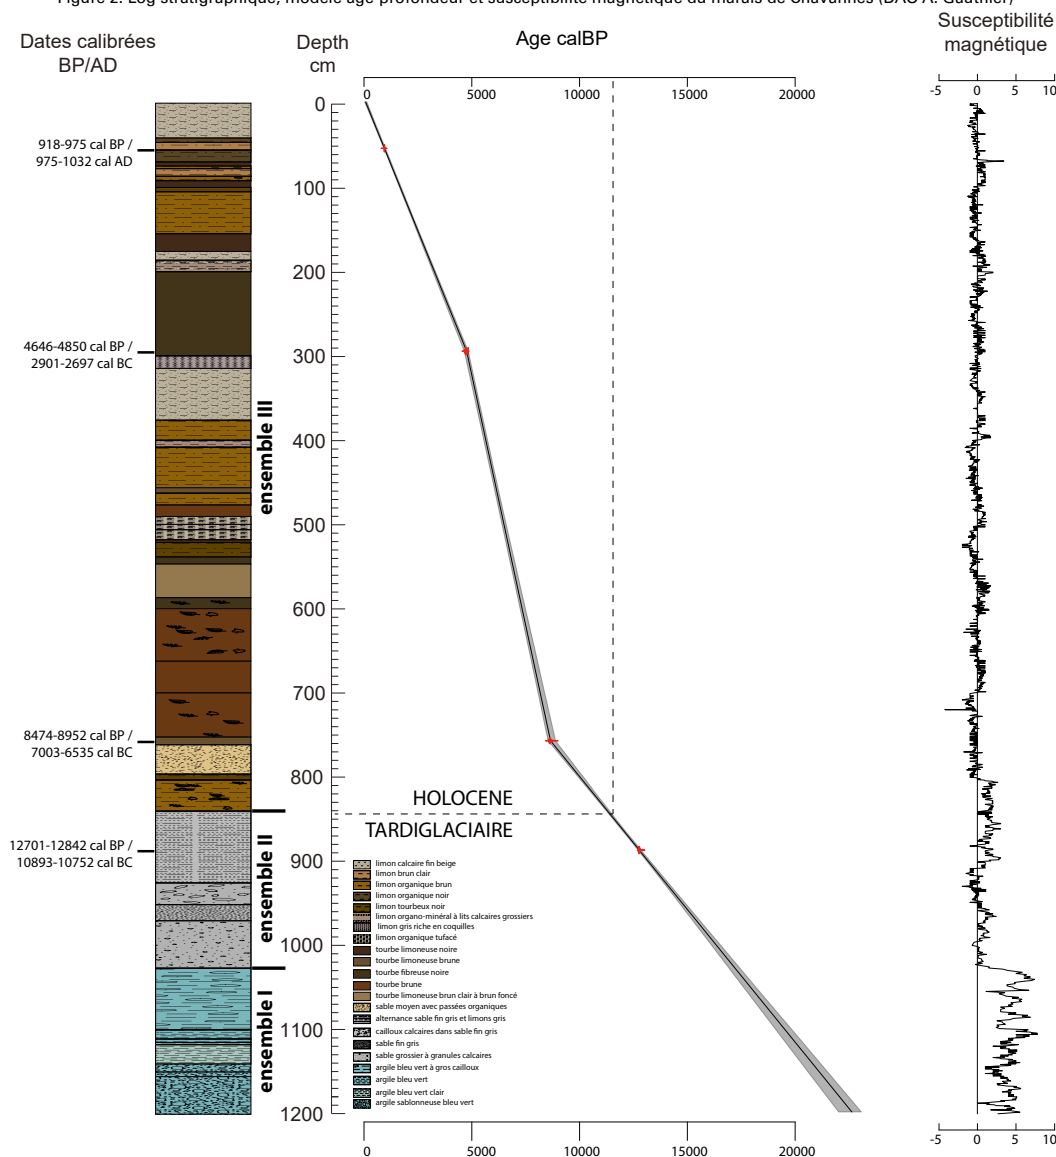 Figure 2. Log stratigraphique, modèle âge-profondeur et susceptibilité magnétique du marais de Chavannes (DAO A. Gauthier)
Dates calibrées
BP/AD
Depth
cm
Age calBP
Susceptibilité
magnétique
0 5000 10000 15000 20000
-5 0 5 10
0
100
200
300
400
500
600
700
800
900
1000
1100
1200
918-975 cal BP /
975-1032 cal AD
4646-4850 cal BP /
2901-2697 cal BC
8474-8952 cal BP /
7003-6535 cal BC
12701-12842 cal BP /
10893-10752 cal BC
ensemble III
ensemble II
ensemble I
HOLOCENE
TARDIGLACIAIRE
limon calcaire fin beige
limon brun clair
limon organique brun
limon organique noir
limon tourbeux noir
limon organo-minéral à lits calcaires grossiers
limon gris riche en coquilles
limon organique tufacé
tourbe limoneuse noire
tourbe limoneuse brune
tourbe fibreuse noire
tourbe brune
tourbe limoneuse brun clair à brun foncé
sable moyen avec passées organiques
alternance sable fin gris et limons gris
cailloux calcaires dans sable fin gris
sable fin gris
sable grossier à granules calcaires
argile bleu vert à gros cailloux
argile bleu vert
argile bleu vert clair
argile sablonneuse bleu vert
0 5000 10000 15000 20000
-5 0 5 10